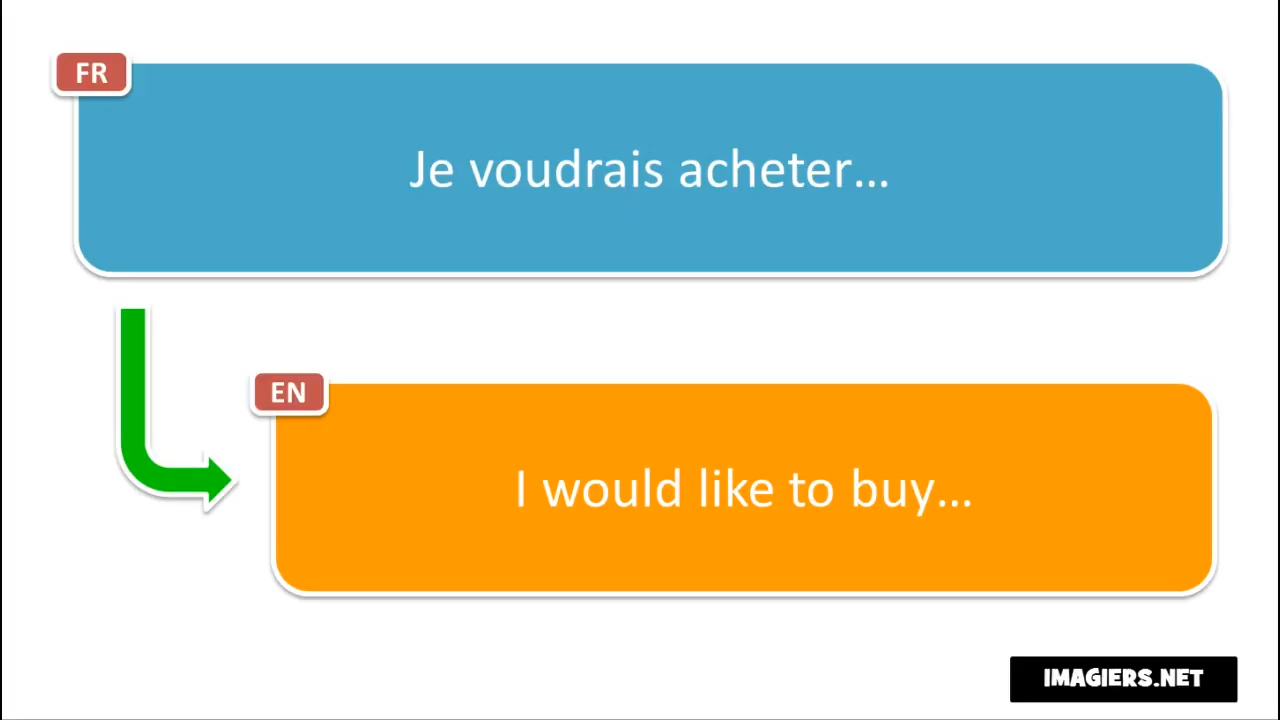 FR
Je voudrais acheter...
EN
I would like to buy...
IMAGIERS.NET